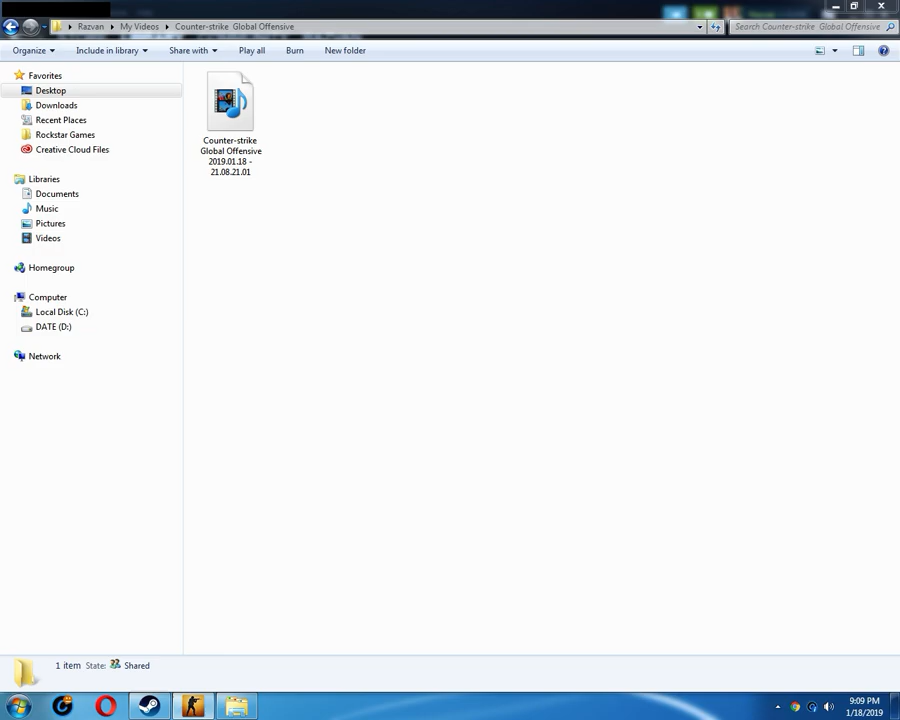 Razvan My Videos Counter-strike Global Offensive
Search Counter-strike Global Offensive
Organize Include in library Share with Play all Burn New folder
Favorites
Desktop
Downloads
Recent Places
Rockstar Games
Creative Cloud Files
Libraries
Documents
Music
Pictures
Videos
Homegroup
Computer
Local Disk (C:)
DATE (D:)
Network
Counter-strike
Global Offensive
2019.01.18 -
21.08.21.01
1 item State: Shared
9:09 PM
1/18/2019